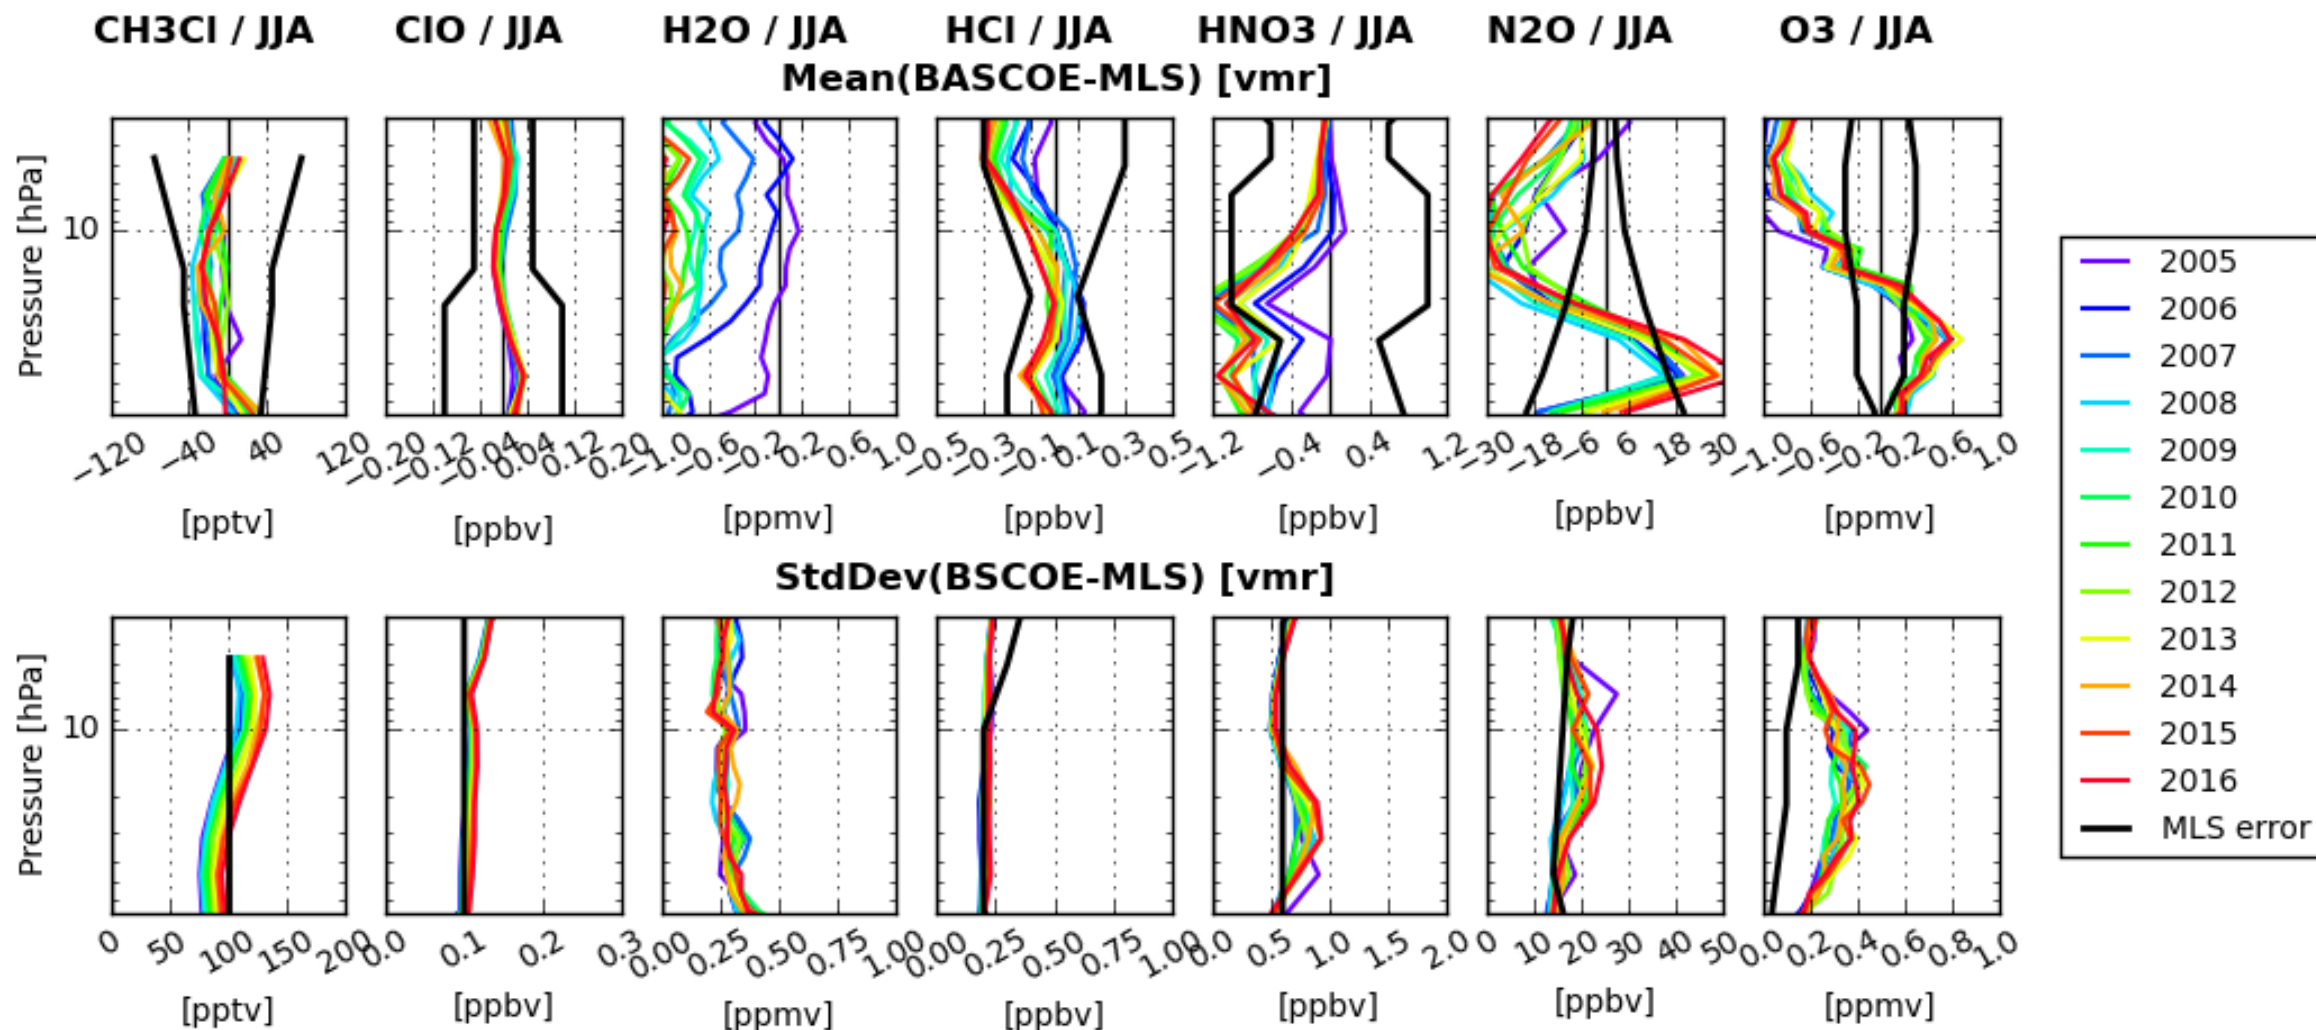 CH3Cl / JJA ClO / JJA H2O / JJA HCl / JJA HNO3 / JJA N2O / JJA O3 / JJA
Mean(BASCOE-MLS) [vmr]
Pressure [hPa]
10
−120 −40 40 120 −0.20 −0.12 −0.04 0.04 0.12 0.20 −1.0 −0.6 −0.2 0.2 0.6 1.0 −0.5 −0.3 −0.1 0.1 0.3 0.5 −1.2 −0.4 0.4 1.2 −30 −18 −6 6 18 30 −1.0 −0.6 −0.2 0.2 0.6 1.0
[pptv] [ppbv] [ppmv] [ppbv] [ppbv] [ppbv] [ppmv]
StdDev(BSCOE-MLS) [vmr]
Pressure [hPa]
10
0 50 100 150 200 0.0 0.1 0.2 0.3 0.00 0.25 0.50 0.75 1.00 0.00 0.25 0.50 0.75 1.00 0.0 0.5 1.0 1.5 2.0 0 10 20 30 40 50 0.0 0.2 0.4 0.6 0.8 1.0
[pptv] [ppbv] [ppmv] [ppbv] [ppbv] [ppbv] [ppmv]
2005
2006
2007
2008
2009
2010
2011
2012
2013
2014
2015
2016
MLS error